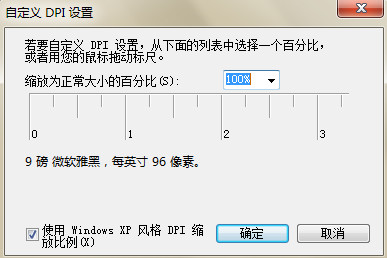 自定义 DPI 设置
若要自定义 DPI 设置，从下面的列表中选择一个百分比，
或者用您的鼠标拖动标尺。
缩放为正常大小的百分比(S): 100%
0 1 2 3
9 磅 微软雅黑，每英寸 96 像素。
使用 Windows XP 风格 DPI 缩
放比例(X)
确定 取消